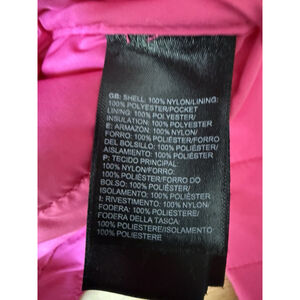 GB: SHELL: 100% NYLON/LINING:
100% POLYESTER/POCKET
LINING: 100% POLYESTER/
INSULATION: 100% POLYESTER
E: ARMAZÓN: 100% NYLON/
FORRO: 100% POLIÉSTER/FORRO
DEL BOLSILLO: 100% POLIÉSTER/
AISLAMIENTO: 100% POLIÉSTER
P: TECIDO PRINCIPAL:
100% NYLON/FORRO:
100% POLIÉSTER/FORRO DO
BOLSO: 100% POLIÉSTER/
ISOLAMENTO: 100% POLIÉSTER
I: RIVESTIMENTO: 100% NYLON/
FODERA: 100% POLIESTERE/
FODERA DELLA TASCA:
100% POLIESTERE/ISOLAMENTO
100% POLIESTERE